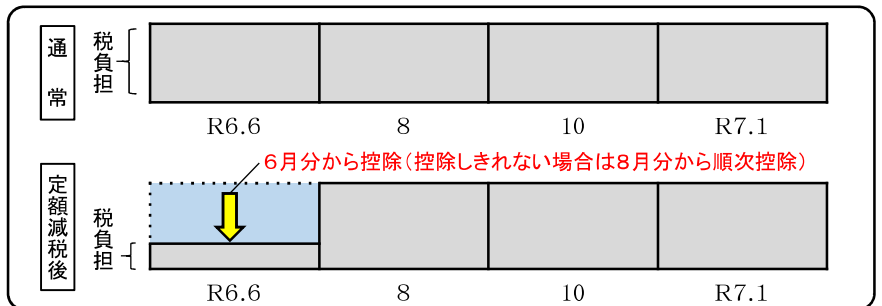 通常
税負担
R6.6 8 10 R7.1
6月分から控除(控除しきれない場合は8月分から順次控除)
定額減税後
税負担
R6.6 8 10 R7.1